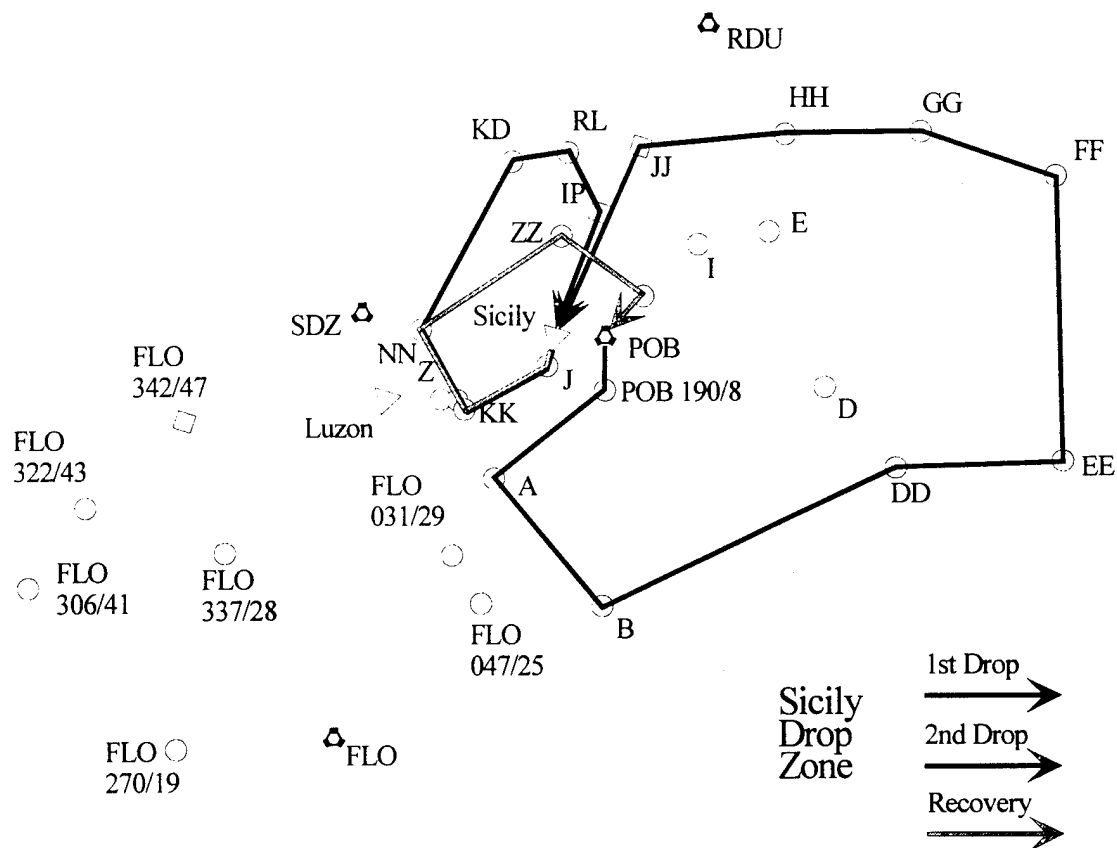 RDU
HH
GG
KD
RL
JJ
FF
IP
ZZ
E
I
SDZ
Sicily
NN
POB
FLO
342/47
Z
J
POB 190/8
D
Luzon
KK
FLO
322/43
FLO
031/29
A
DD
EE
FLO
306/41
FLO
337/28
B
FLO
047/25
Sicily
Drop
Zone
1st Drop
2nd Drop
Recovery
FLO
270/19
FLO